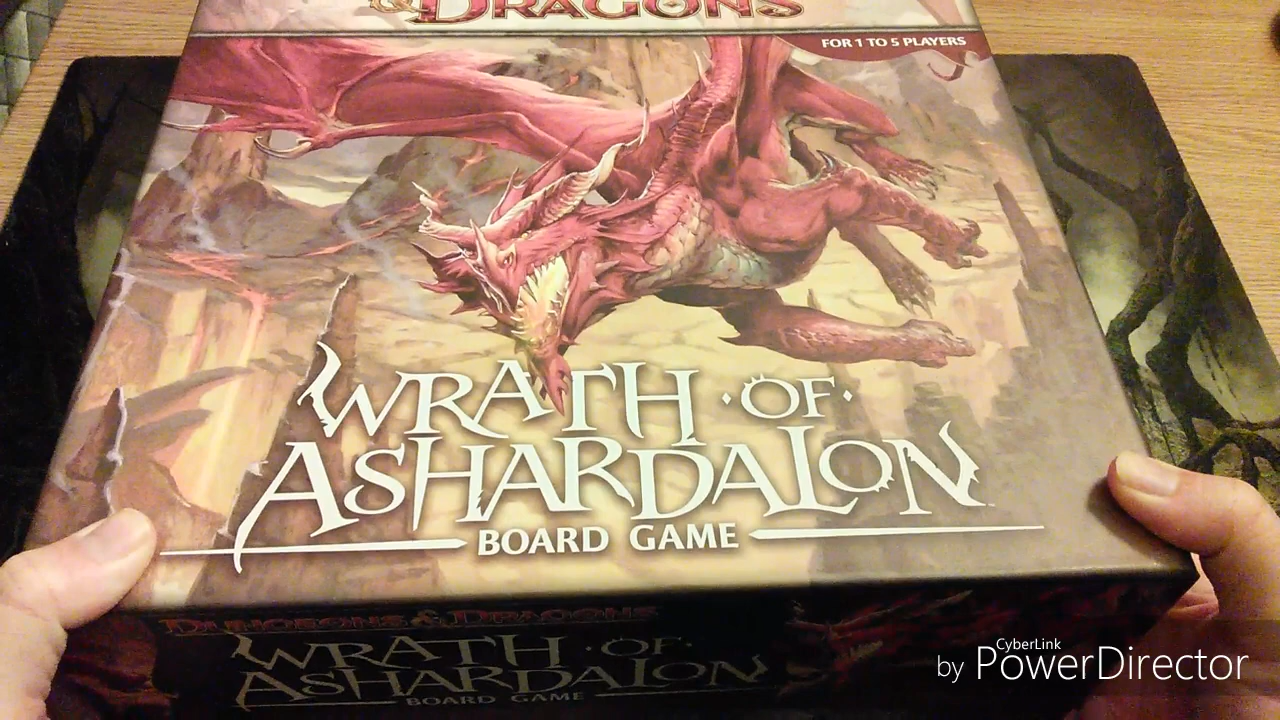 & DRAGONS
FOR 1 TO 5 PLAYERS
WRATH · OF ·
ASHARDALON
BOARD GAME
DUNGEONS & DRAGONS
WRATH · OF ·
ASHARDALON
BOARD GAME
CyberLink
by PowerDirector